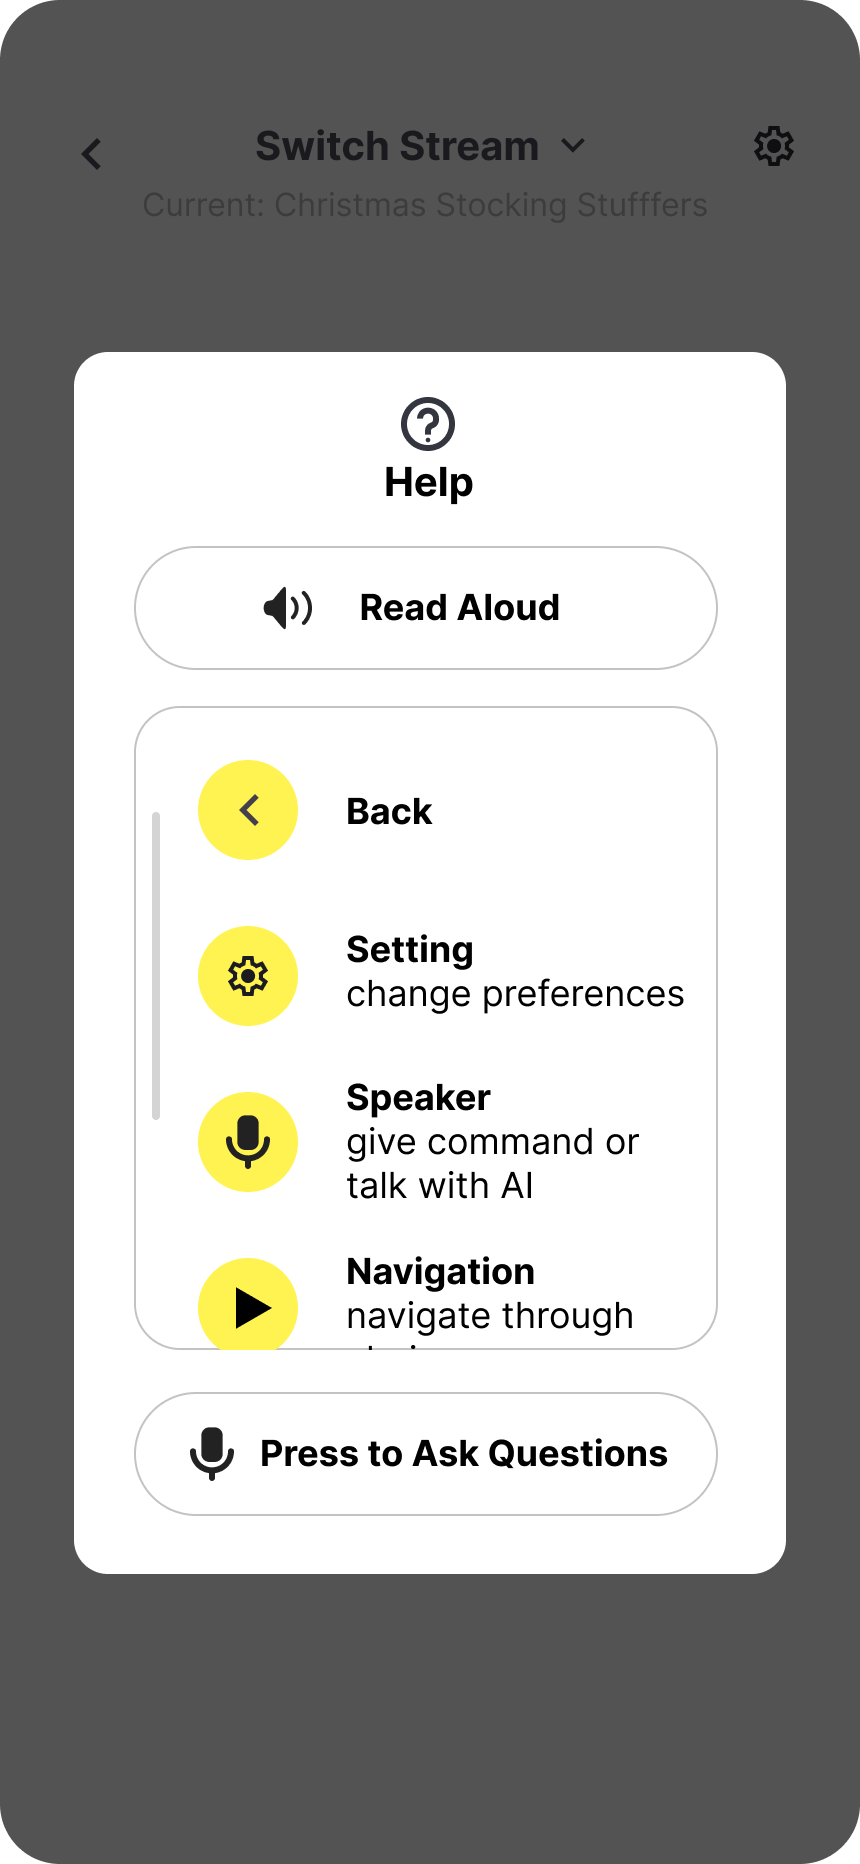 Switch Stream
Current: Christmas Stocking Stufffers
Help
Read Aloud
Back
Setting
change preferences
Speaker
give command or
talk with AI
Navigation
navigate through
Press to Ask Questions